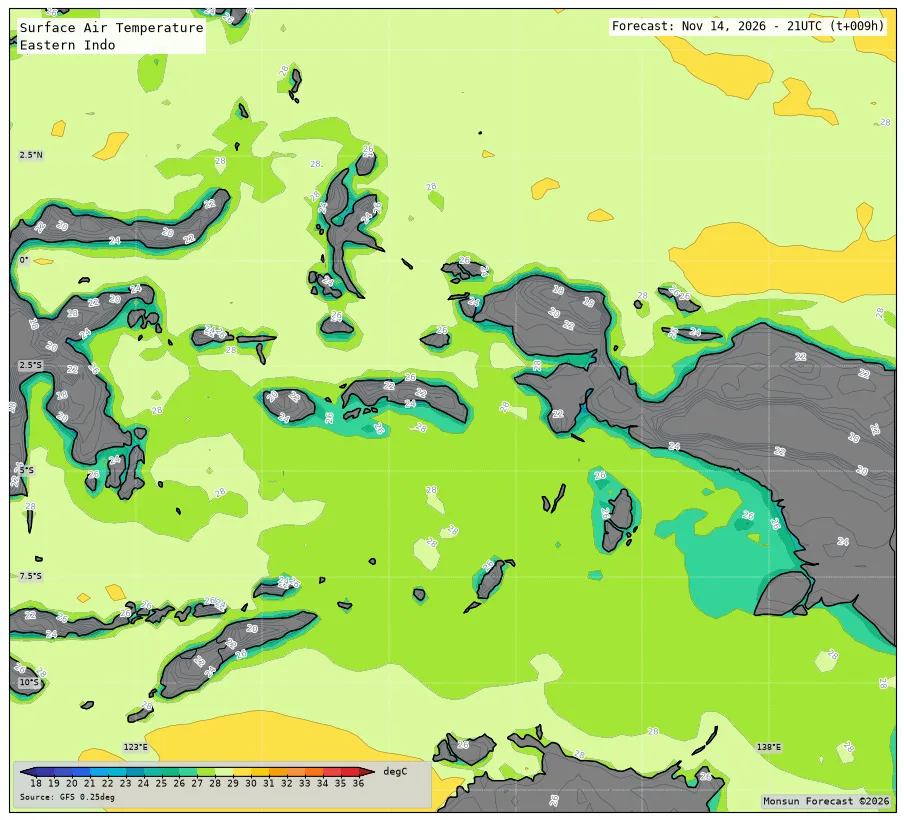 Surface Air Temperature
Eastern Indo
Forecast: Nov 14, 2026 - 21UTC (t+009h)
2.5°N
0°
2.5°S
5°S
7.5°S
10°S
123°E
138°E
degC
18 19 20 21 22 23 24 25 26 27 28 29 30 31 32 33 34 35 36
Source: GFS 0.25deg
Monsun Forecast ©2026